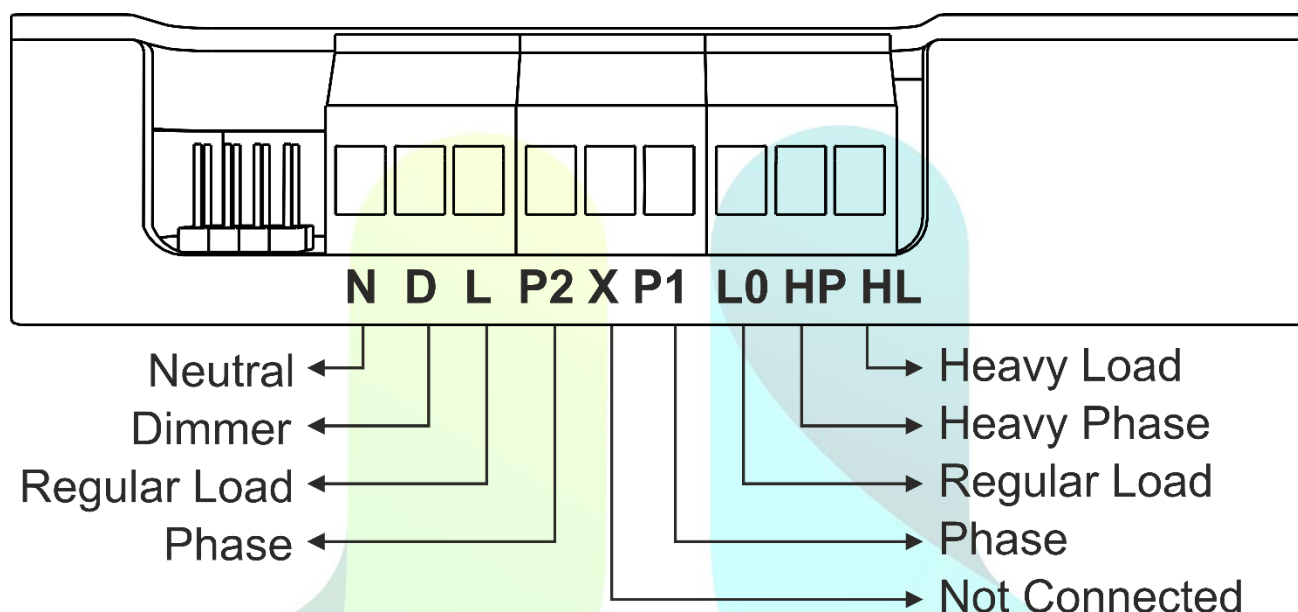 N D L P2 X P1 L0 HP HL
Neutral
Dimmer
Regular Load
Phase
Heavy Load
Heavy Phase
Regular Load
Phase
Not Connected